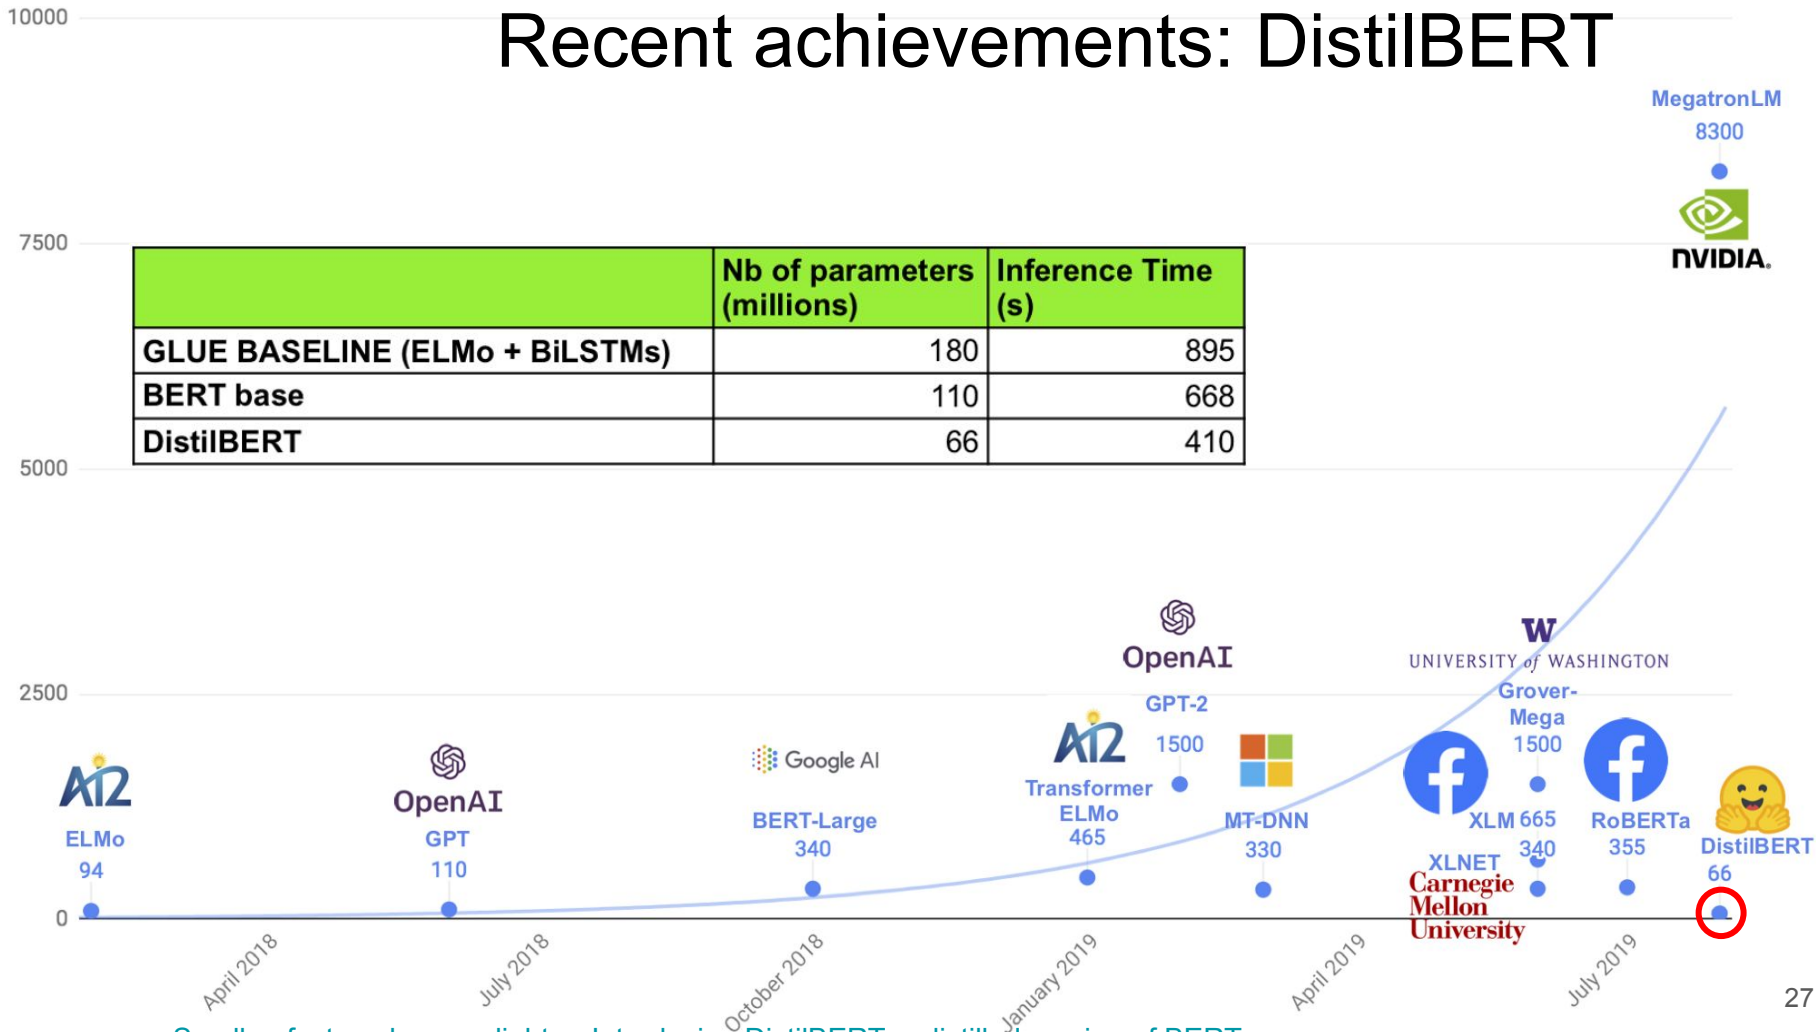 Recent achievements: DistilBERT
10000
7500
5000
2500
0
MegatronLM
8300
NVIDIA.
Nb of parameters (millions)
Inference Time (s)
GLUE BASELINE (ELMo + BiLSTMs) 180 895
BERT base 110 668
DistilBERT 66 410
AI2
ELMo
94
OpenAI
GPT
110
Google AI
BERT-Large
340
AI2
Transformer
ELMo
465
OpenAI
GPT-2
1500
MT-DNN
330
W
UNIVERSITY of WASHINGTON
Grover-
Mega
1500
XLM 665
XLNET 340
Carnegie
Mellon
University
RoBERTa
355
DistilBERT
66
April 2018
July 2018
October 2018
January 2019
April 2019
July 2019
27